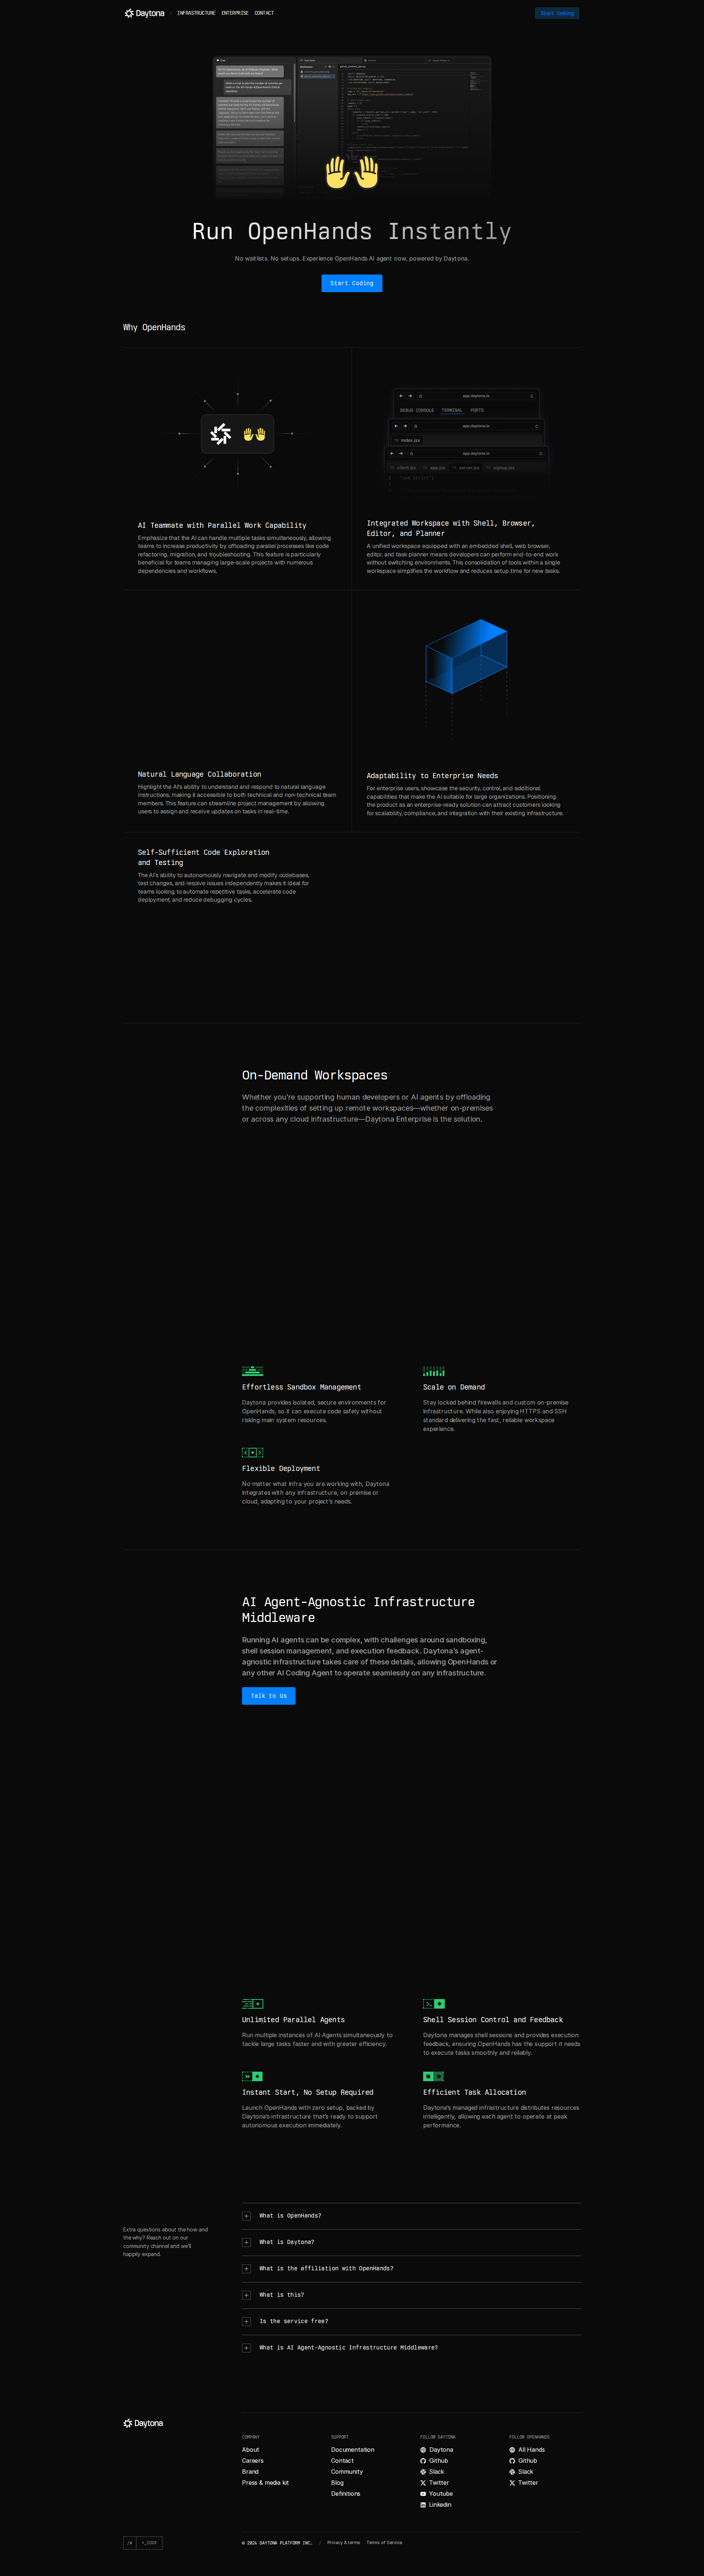 Daytona / INFRASTRUCTURE ENTERPRISE CONTACT
Start Coding
Run OpenHands Instantly
No waitlists. No setups. Experience OpenHands AI agent now, powered by Daytona.
Start Coding
Why OpenHands
app.daytona.io
DEBUG CONSOLE TERMINAL PORTS
app.daytona.io
index.jsx
app.daytona.io
client.jsx app.jsx server.jsx signup.jsx
AI Teammate with Parallel Work Capability
Emphasize that the AI can handle multiple tasks simultaneously, allowing
teams to increase productivity by offloading parallel processes like code
refactoring, migration, and troubleshooting. This feature is particularly
beneficial for teams managing large-scale projects with numerous
dependencies and workflows.
Integrated Workspace with Shell, Browser,
Editor, and Planner
A unified workspace equipped with an embedded shell, web browser,
editor, and task planner means developers can perform end-to-end work
without switching environments. This consolidation of tools within a single
workspace simplifies the workflow and reduces setup time for new tasks.
Natural Language Collaboration
Highlight the AI's ability to understand and respond to natural language
instructions, making it accessible to both technical and non-technical team
members. This feature can streamline project management by allowing
users to assign and receive updates on tasks in real-time.
Adaptability to Enterprise Needs
For enterprise users, showcase the security, control, and additional
capabilities that make the AI suitable for large organizations. Positioning
the product as an enterprise-ready solution can attract customers looking
for scalability, compliance, and integration with their existing infrastructure.
Self-Sufficient Code Exploration
and Testing
The AI's ability to autonomously navigate and modify codebases,
test changes, and resolve issues independently makes it ideal for
teams looking to automate repetitive tasks, accelerate code
deployment, and reduce debugging cycles.
On-Demand Workspaces
Whether you're supporting human developers or AI agents by offloading
the complexities of setting up remote workspaces—whether on-premises
or across any cloud infrastructure—Daytona Enterprise is the solution.
Effortless Sandbox Management
Daytona provides isolated, secure environments for
OpenHands, so it can execute code safely without
risking main system resources.
Scale on Demand
Stay locked behind firewalls and custom on-premise
infrastructure. While also enjoying HTTPS and SSH
standard delivering the fast, reliable workspace
experience.
Flexible Deployment
No matter what infra you are working with, Daytona
integrates with any infrastructure, on premise or
cloud, adapting to your project's needs.
AI Agent-Agnostic Infrastructure
Middleware
Running AI agents can be complex, with challenges around sandboxing,
shell session management, and execution feedback. Daytona's agent-
agnostic infrastructure takes care of these details, allowing OpenHands or
any other AI Coding Agent to operate seamlessly on any infrastructure.
Talk to Us
Unlimited Parallel Agents
Run multiple instances of AI Agents simultaneously to
tackle large tasks faster and with greater efficiency.
Shell Session Control and Feedback
Daytona manages shell sessions and provides execution
feedback, ensuring OpenHands has the support it needs
to execute tasks smoothly and reliably.
Instant Start, No Setup Required
Launch OpenHands with zero setup, backed by
Daytona's infrastructure that's ready to support
autonomous execution immediately.
Efficient Task Allocation
Daytona's managed infrastructure distributes resources
intelligently, allowing each agent to operate at peak
performance.
Extra questions about the how and
the why? Reach out on our
community channel and we'll
happily expand.
What is OpenHands?
What is Daytona?
What is the affiliation with OpenHands?
What is this?
Is the service free?
What is AI Agent-Agnostic Infrastructure Middleware?
Daytona
COMPANY
About
Careers
Brand
Press & media kit
SUPPORT
Documentation
Contact
Community
Blog
Definitions
FOLLOW DAYTONA
Daytona
Github
Slack
Twitter
Youtube
Linkedin
FOLLOW OPENHANDS
All Hands
Github
Slack
Twitter
© 2024 DAYTONA PLATFORM INC. / Privacy & terms Terms of Service